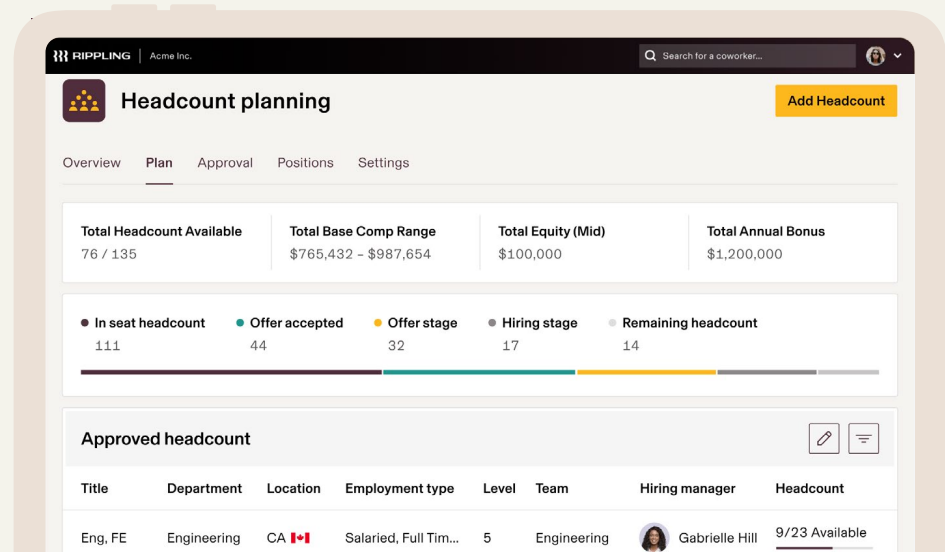 RIPPLING Acme Inc. Search for a coworker...
Headcount planning Add Headcount
Overview Plan Approval Positions Settings
Total Headcount Available Total Base Comp Range Total Equity (Mid) Total Annual Bonus
76 / 135 $765,432 – $987,654 $100,000 $1,200,000
In seat headcount Offer accepted Offer stage Hiring stage Remaining headcount
111 44 32 17 14
Approved headcount
Title Department Location Employment type Level Team Hiring manager Headcount
Eng, FE Engineering CA Salaried, Full Tim... 5 Engineering Gabrielle Hill 9/23 Available